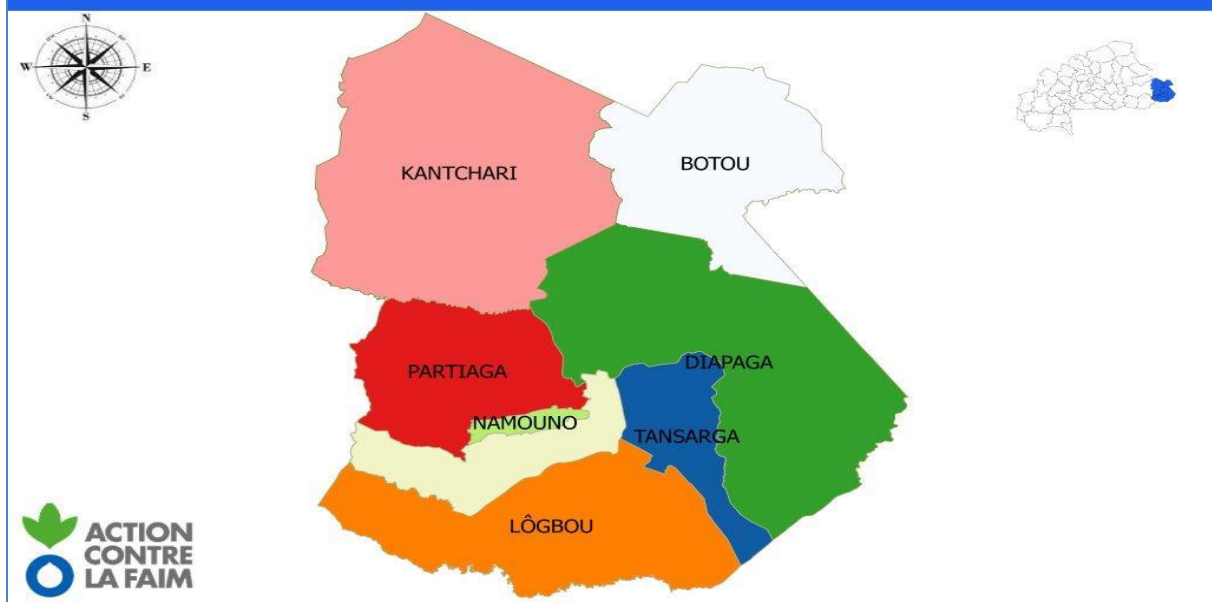 N
W
E
S
KANTCHARI
BOTOU
PARTIAGA
DIAPAGA
NAMOUNO
TANSARGA
LÔGBOU
ACTION
CONTRE
LA FAIM